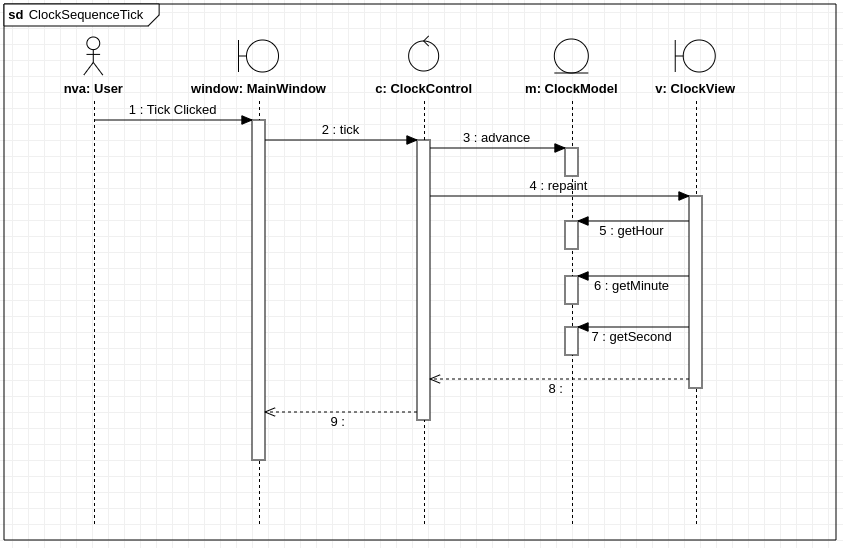 sd ClockSequenceTick
nva: User
window: MainWindow
c: ClockControl
m: ClockModel
v: ClockView
1 : Tick Clicked
2 : tick
3 : advance
4 : repaint
5 : getHour
6 : getMinute
7 : getSecond
8 :
9 :